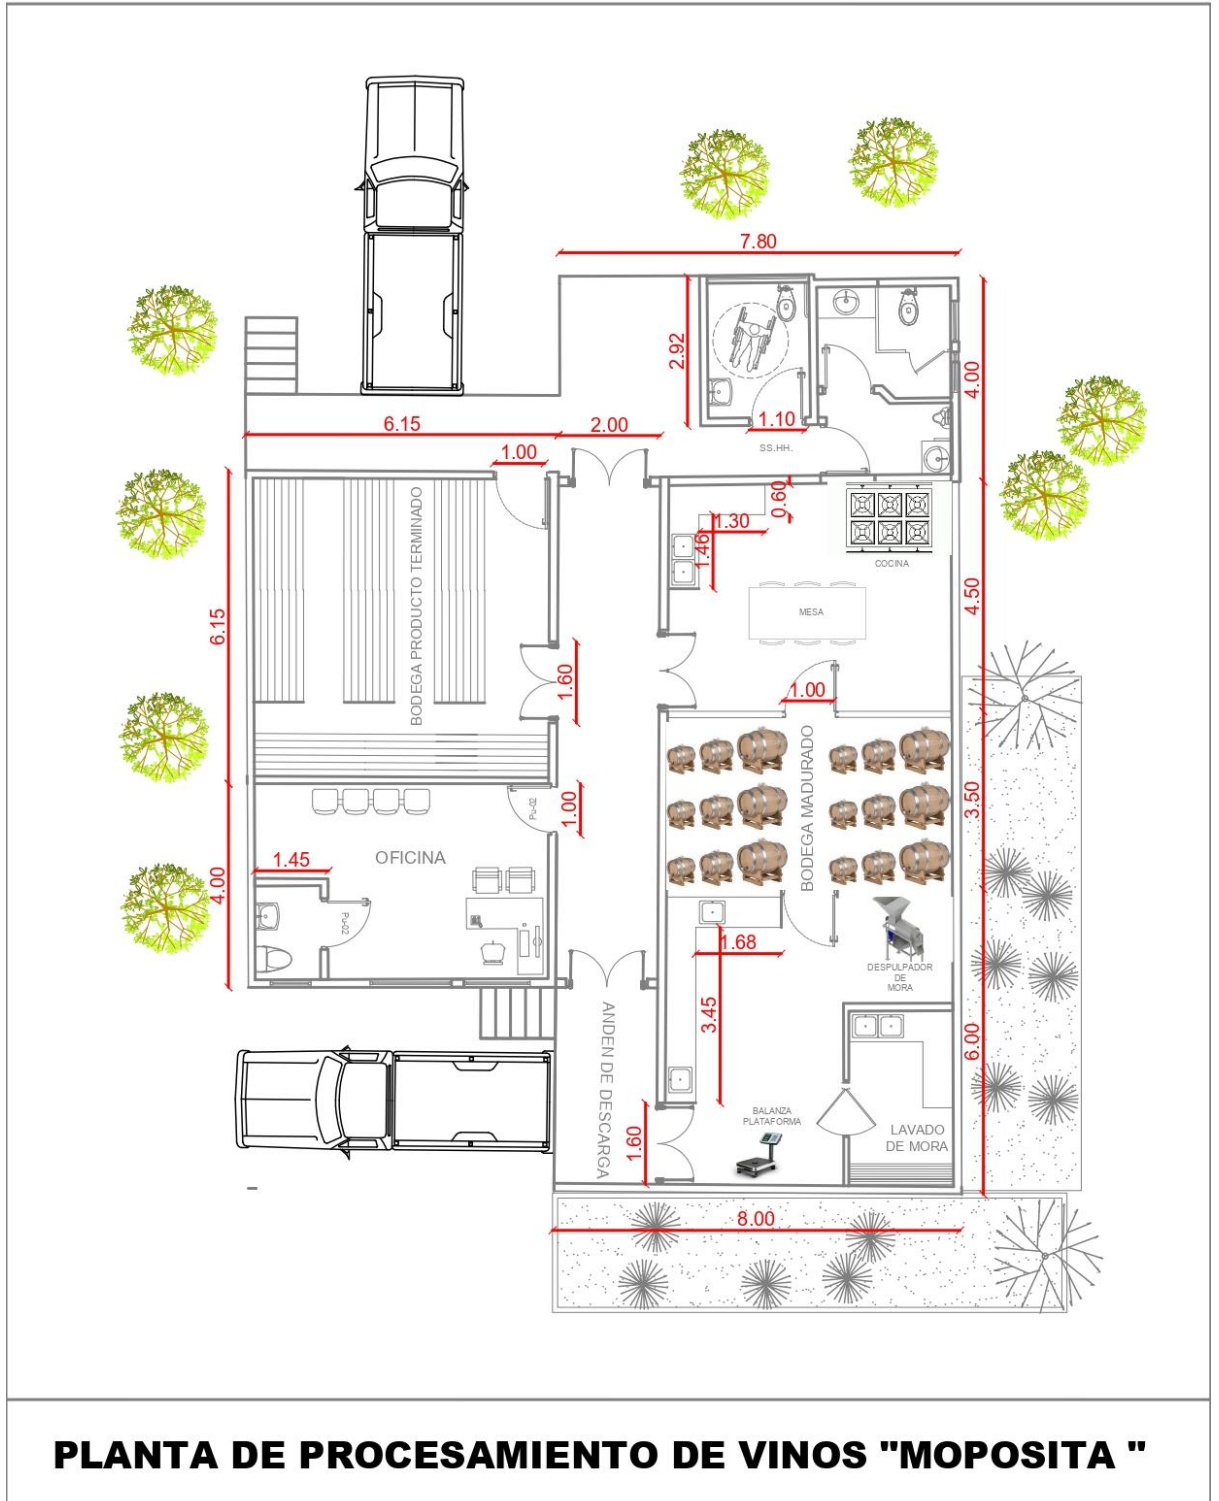 7.80
2.92
4.00
6.15
2.00
1.10
SS.HH.
1.00
0.60
1.30
1.46
COCINA
BODEGA PRODUCTO TERMINADO
MESA
4.50
6.15
1.60
1.00
BODEGA MADURADO
3.50
Pu-02
1.00
OFICINA
1.45
4.00
Pu-02
1.68
DESPULPADOR
DE
MORA
3.45
ANDEN DE DESCARGA
6.00
BALANZA
PLATAFORMA
1.60
LAVADO
DE MORA
8.00
PLANTA DE PROCESAMIENTO DE VINOS "MOPOSITA "